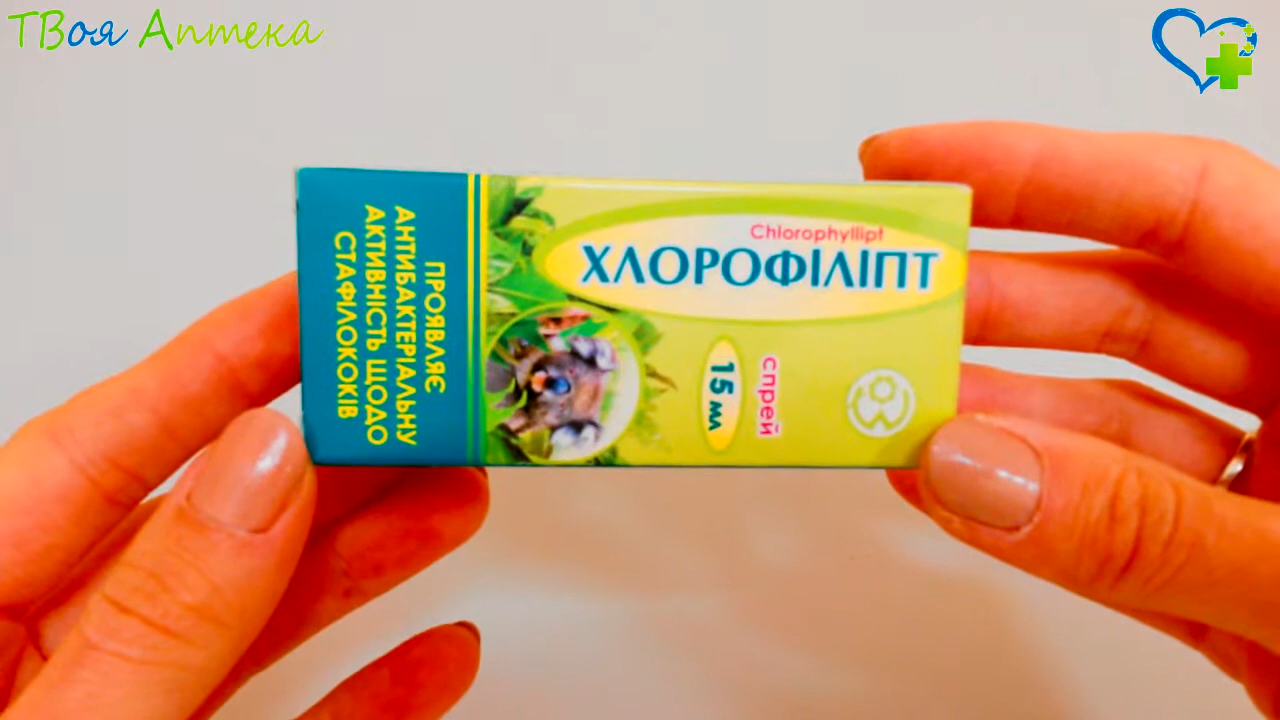 ТВоя Аптека
Chlorophyllipt
ХЛОРОФІЛІПТ
спрей
15 мл
ПРОЯВЛЯЄ
АНТИБАКТЕРІАЛЬНУ
АКТИВНІСТЬ ЩОДО
СТАФІЛОКОКІВ